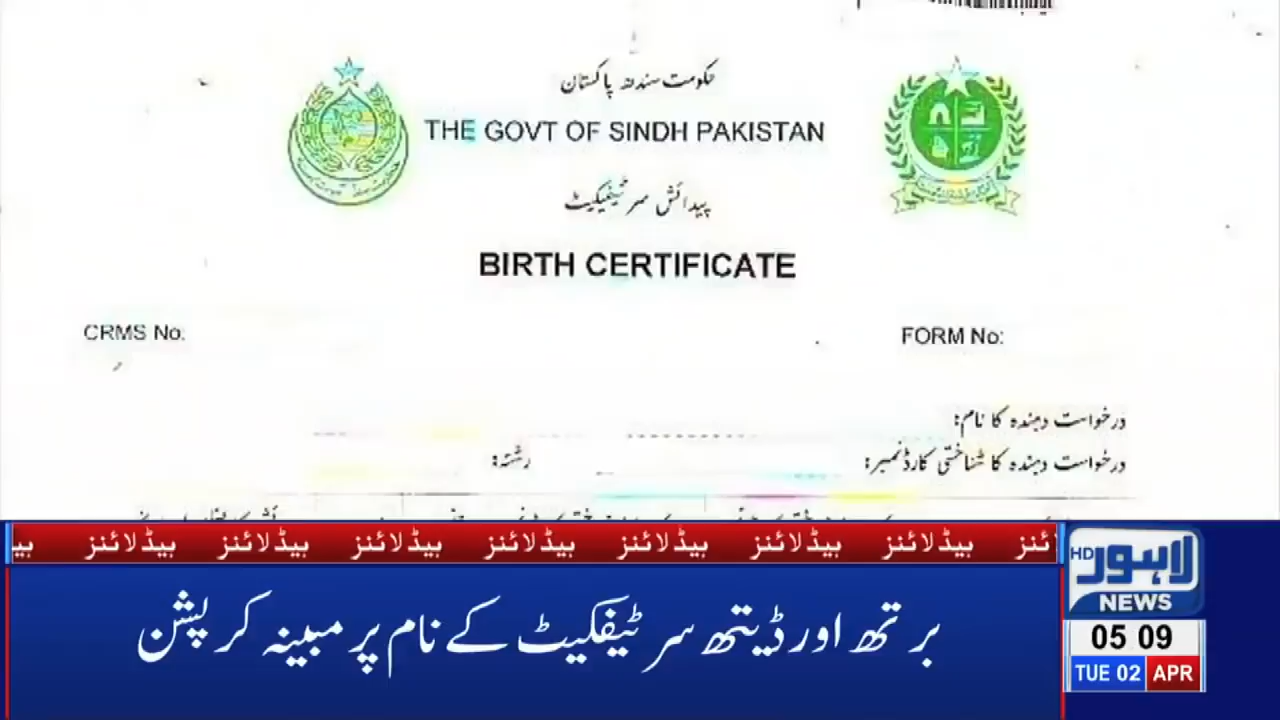 حکومت سندھ پاکستان
THE GOVT OF SINDH PAKISTAN
پیدائش سرٹیفیکیٹ
BIRTH CERTIFICATE
CRMS No:
FORM No:
درخواست دہندہ کا نام:
درخواست دہندہ کا شناختی کارڈ نمبر:
رشتہ:
ہیڈلائنز ہیڈلائنز ہیڈلائنز ہیڈلائنز ہیڈلائنز ہیڈلائنز ہیڈلائنز
برتھ اور ڈیتھ سرٹیفکیٹ کے نام پر مبینہ کرپشن
لاہور HD
NEWS
05 09
TUE 02 APR